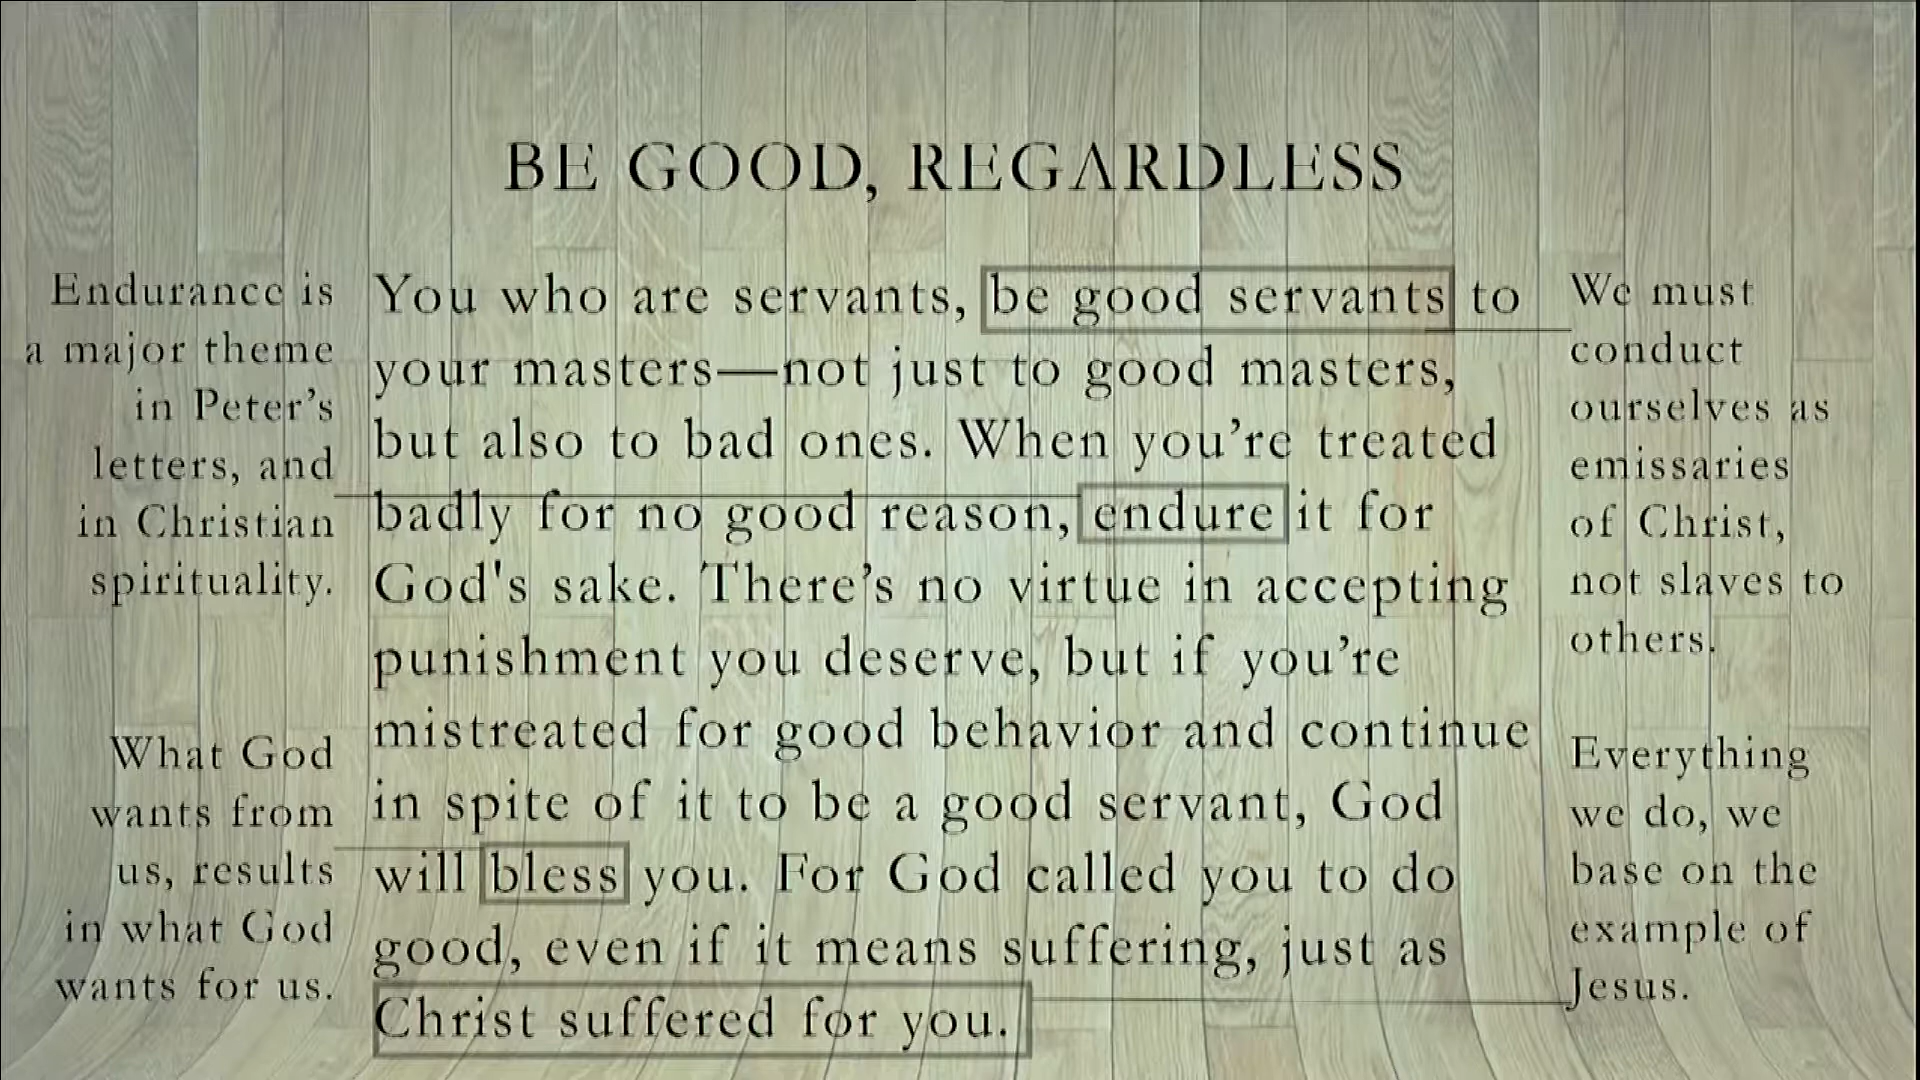 BE GOOD, REGARDLESS
Endurance is
a major theme
in Peter's
letters, and
in Christian
spirituality.
What God
wants from
us, results
in what God
wants for us.
You who are servants, be good servants to
your masters—not just to good masters,
but also to bad ones. When you're treated
badly for no good reason, endure it for
God's sake. There's no virtue in accepting
punishment you deserve, but if you're
mistreated for good behavior and continue
in spite of it to be a good servant, God
will bless you. For God called you to do
good, even if it means suffering, just as
Christ suffered for you.
We must
conduct
ourselves as
emissaries
of Christ,
not slaves to
others.
Everything
we do, we
base on the
example of
Jesus.